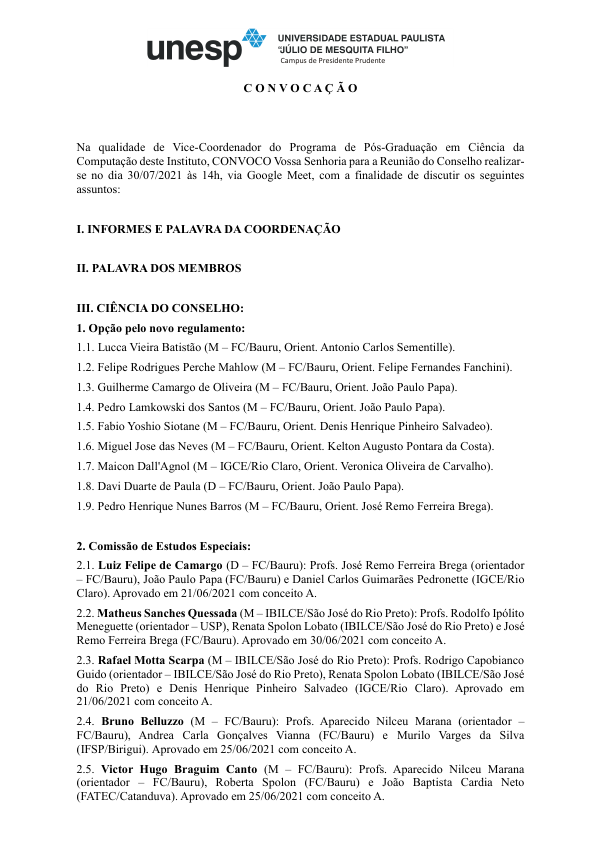 unesp
UNIVERSIDADE ESTADUAL PAULISTA
"JÚLIO DE MESQUITA FILHO"
Campus de Presidente Prudente
C O N V O C A Ç Ã O
Na qualidade de Vice-Coordenador do Programa de Pós-Graduação em Ciência da
Computação deste Instituto, CONVOCO Vossa Senhoria para a Reunião do Conselho realizar-
se no dia 30/07/2021 às 14h, via Google Meet, com a finalidade de discutir os seguintes
assuntos:
I. INFORMES E PALAVRA DA COORDENAÇÃO
II. PALAVRA DOS MEMBROS
III. CIÊNCIA DO CONSELHO:
1. Opção pelo novo regulamento:
1.1. Lucca Vieira Batistão (M – FC/Bauru, Orient. Antonio Carlos Sementille).
1.2. Felipe Rodrigues Perche Mahlow (M – FC/Bauru, Orient. Felipe Fernandes Fanchini).
1.3. Guilherme Camargo de Oliveira (M – FC/Bauru, Orient. João Paulo Papa).
1.4. Pedro Lamkowski dos Santos (M – FC/Bauru, Orient. João Paulo Papa).
1.5. Fabio Yoshio Siotane (M – FC/Bauru, Orient. Denis Henrique Pinheiro Salvadeo).
1.6. Miguel Jose das Neves (M – FC/Bauru, Orient. Kelton Augusto Pontara da Costa).
1.7. Maicon Dall'Agnol (M – IGCE/Rio Claro, Orient. Veronica Oliveira de Carvalho).
1.8. Davi Duarte de Paula (D – FC/Bauru, Orient. João Paulo Papa).
1.9. Pedro Henrique Nunes Barros (M – FC/Bauru, Orient. José Remo Ferreira Brega).
2. Comissão de Estudos Especiais:
2.1. Luiz Felipe de Camargo (D – FC/Bauru): Profs. José Remo Ferreira Brega (orientador
– FC/Bauru), João Paulo Papa (FC/Bauru) e Daniel Carlos Guimarães Pedronette (IGCE/Rio
Claro). Aprovado em 21/06/2021 com conceito A.
2.2. Matheus Sanches Quessada (M – IBILCE/São José do Rio Preto): Profs. Rodolfo Ipólito
Meneguette (orientador – USP), Renata Spolon Lobato (IBILCE/São José do Rio Preto) e José
Remo Ferreira Brega (FC/Bauru). Aprovado em 30/06/2021 com conceito A.
2.3. Rafael Motta Scarpa (M – IBILCE/São José do Rio Preto): Profs. Rodrigo Capobianco
Guido (orientador – IBILCE/São José do Rio Preto), Renata Spolon Lobato (IBILCE/São José
do Rio Preto) e Denis Henrique Pinheiro Salvadeo (IGCE/Rio Claro). Aprovado em
21/06/2021 com conceito A.
2.4. Bruno Belluzzo (M – FC/Bauru): Profs. Aparecido Nilceu Marana (orientador –
FC/Bauru), Andrea Carla Gonçalves Vianna (FC/Bauru) e Murilo Varges da Silva
(IFSP/Birigui). Aprovado em 25/06/2021 com conceito A.
2.5. Victor Hugo Braguim Canto (M – FC/Bauru): Profs. Aparecido Nilceu Marana
(orientador – FC/Bauru), Roberta Spolon (FC/Bauru) e João Baptista Cardia Neto
(FATEC/Catanduva). Aprovado em 25/06/2021 com conceito A.